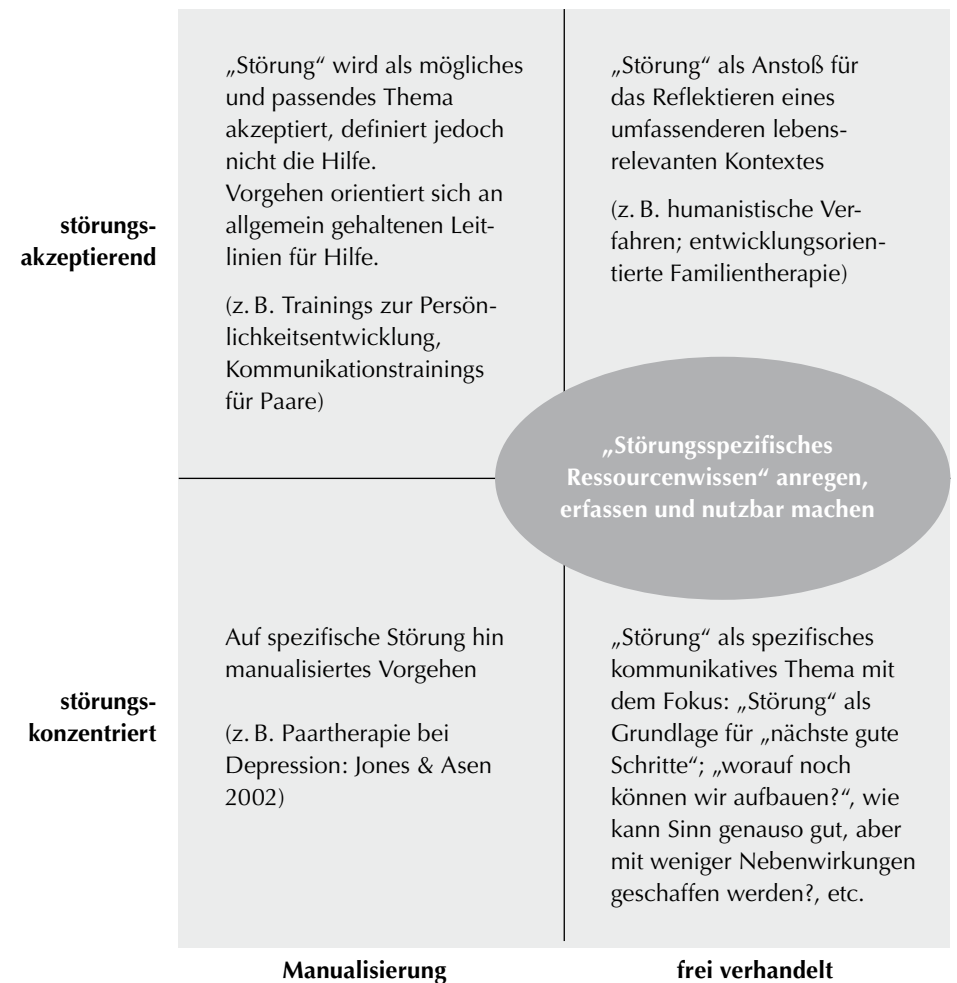 „Störung“ wird als mögliches
und passendes Thema
akzeptiert, definiert jedoch
nicht die Hilfe.
Vorgehen orientiert sich an
allgemein gehaltenen Leit-
linien für Hilfe.
(z. B. Trainings zur Persön-
lichkeitsentwicklung,
Kommunikationstrainings
für Paare)
„Störung“ als Anstoß für
das Reflektieren eines
umfassenderen lebens-
relevanten Kontextes
(z. B. humanistische Ver-
fahren; entwicklungsorien-
tierte Familientherapie)
störungs-
akzeptierend
„Störungsspezifisches
Ressourcenwissen“ anregen,
erfassen und nutzbar machen
störungs-
konzentriert
Auf spezifische Störung hin
manualisiertes Vorgehen
(z. B. Paartherapie bei
Depression: Jones & Asen
2002)
„Störung“ als spezifisches
kommunikatives Thema mit
dem Fokus: „Störung“ als
Grundlage für „nächste gute
Schritte“; „worauf noch
können wir aufbauen?“, wie
kann Sinn genauso gut, aber
mit weniger Nebenwirkungen
geschaffen werden?, etc.
Manualisierung
frei verhandelt